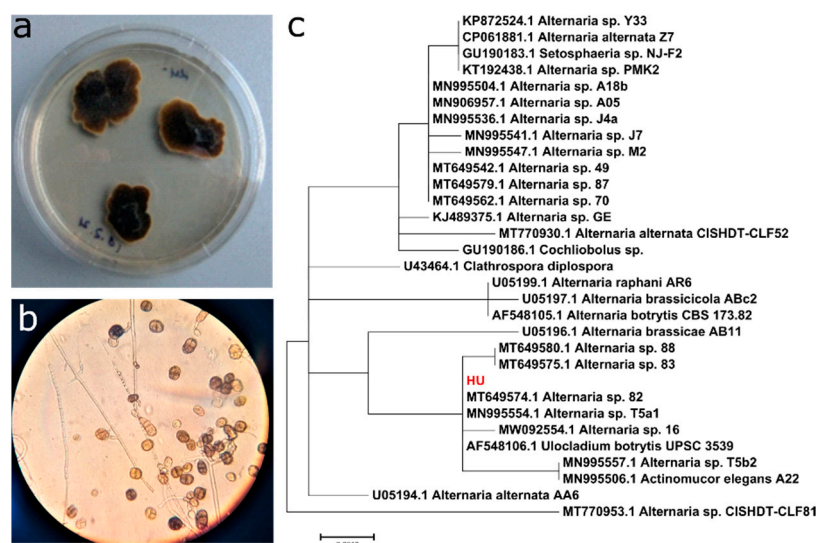 a
b
c
KP872524.1 Alternaria sp. Y33
CP061881.1 Alternaria alternata Z7
GU190183.1 Setosphaeria sp. NJ-F2
KT192438.1 Alternaria sp. PMK2
MN995504.1 Alternaria sp. A18b
MN906957.1 Alternaria sp. A05
MN995536.1 Alternaria sp. J4a
MN995541.1 Alternaria sp. J7
MN995547.1 Alternaria sp. M2
MT649542.1 Alternaria sp. 49
MT649579.1 Alternaria sp. 87
MT649562.1 Alternaria sp. 70
KJ489375.1 Alternaria sp. GE
MT770930.1 Alternaria alternata CISHDT-CLF52
GU190186.1 Cochliobolus sp.
U43464.1 Clathrospora diplospora
U05199.1 Alternaria raphani AR6
U05197.1 Alternaria brassicicola ABc2
AF548105.1 Alternaria botrytis CBS 173.82
U05196.1 Alternaria brassicae AB11
MT649580.1 Alternaria sp. 88
MT649575.1 Alternaria sp. 83
HU
MT649574.1 Alternaria sp. 82
MN995554.1 Alternaria sp. T5a1
MW092554.1 Alternaria sp. 16
AF548106.1 Ulocladium botrytis UPSC 3539
MN995557.1 Alternaria sp. T5b2
MN995506.1 Actinomucor elegans A22
U05194.1 Alternaria alternata AA6
MT770953.1 Alternaria sp. CISHDT-CLF81